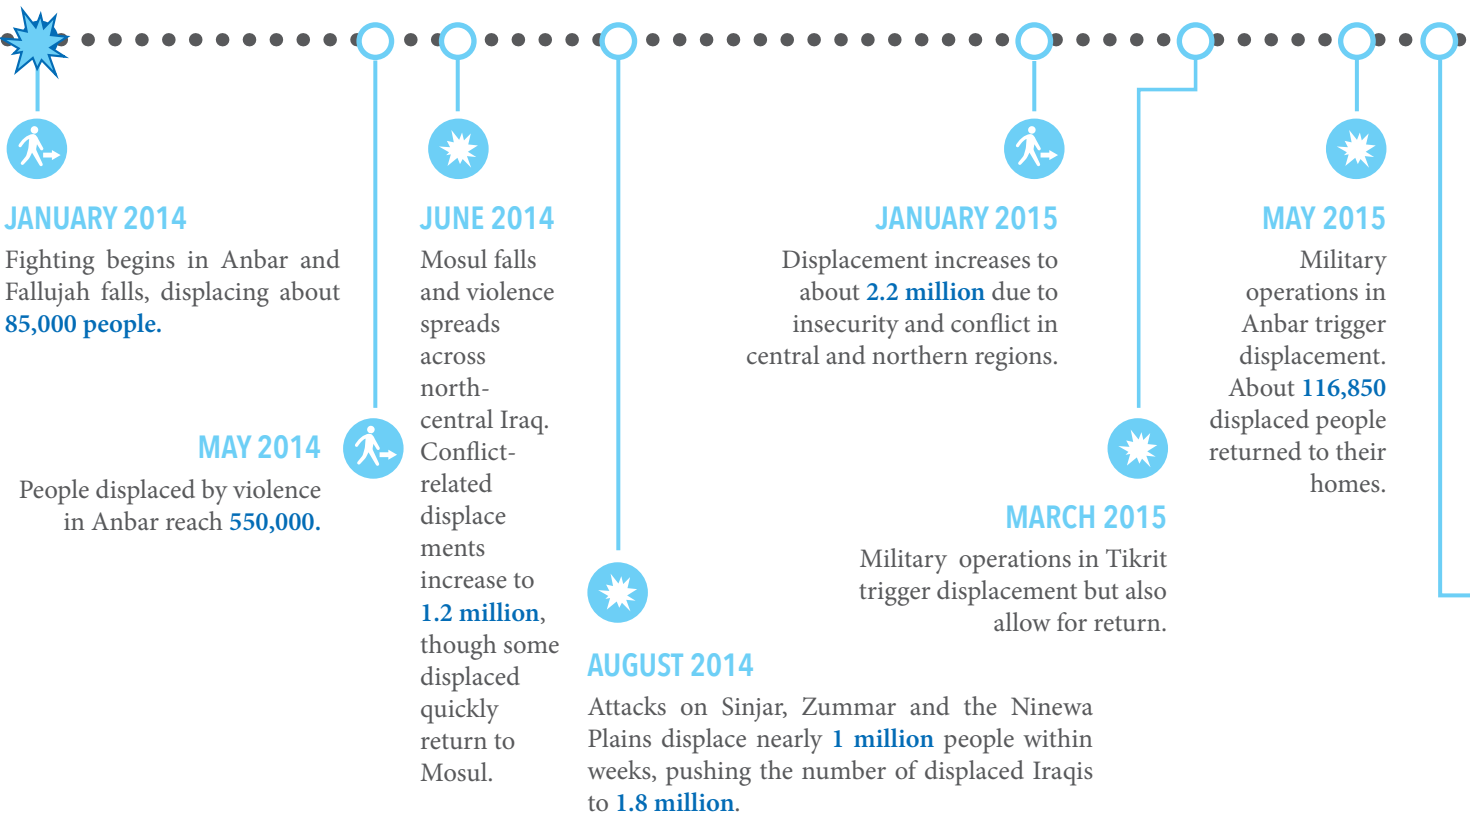 JANUARY 2014
Fighting begins in Anbar and
Fallujah falls, displacing about
85,000 people.
MAY 2014
People displaced by violence
in Anbar reach 550,000.
JUNE 2014
Mosul falls
and violence
spreads
across
north-
central Iraq.
Conflict-
related
displace
ments
increase to
1.2 million,
though some
displaced
quickly
return to
Mosul.
AUGUST 2014
Attacks on Sinjar, Zummar and the Ninewa
Plains displace nearly 1 million people within
weeks, pushing the number of displaced Iraqis
to 1.8 million.
JANUARY 2015
Displacement increases to
about 2.2 million due to
insecurity and conflict in
central and northern regions.
MARCH 2015
Military operations in Tikrit
trigger displacement but also
allow for return.
MAY 2015
Military
operations in
Anbar trigger
displacement.
About 116,850
displaced people
returned to their
homes.